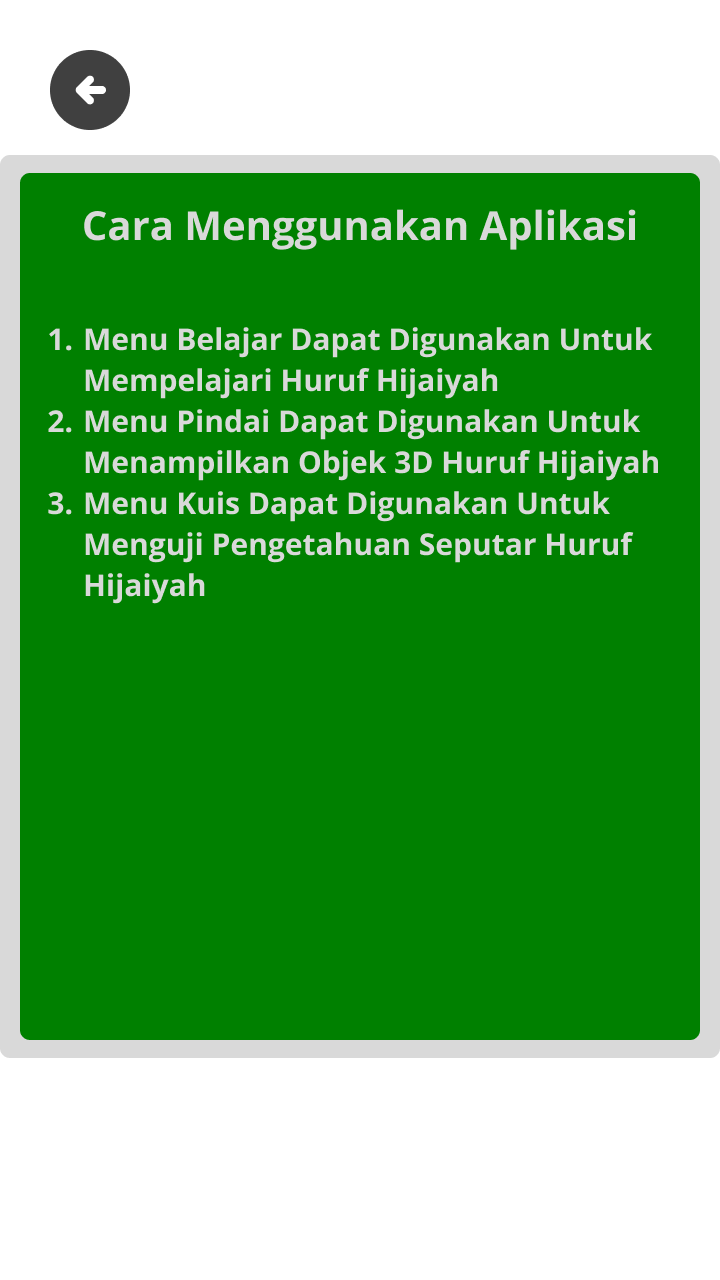 Cara Menggunakan Aplikasi
1. Menu Belajar Dapat Digunakan Untuk
Mempelajari Huruf Hijaiyah
2. Menu Pindai Dapat Digunakan Untuk
Menampilkan Objek 3D Huruf Hijaiyah
3. Menu Kuis Dapat Digunakan Untuk
Menguji Pengetahuan Seputar Huruf
Hijaiyah